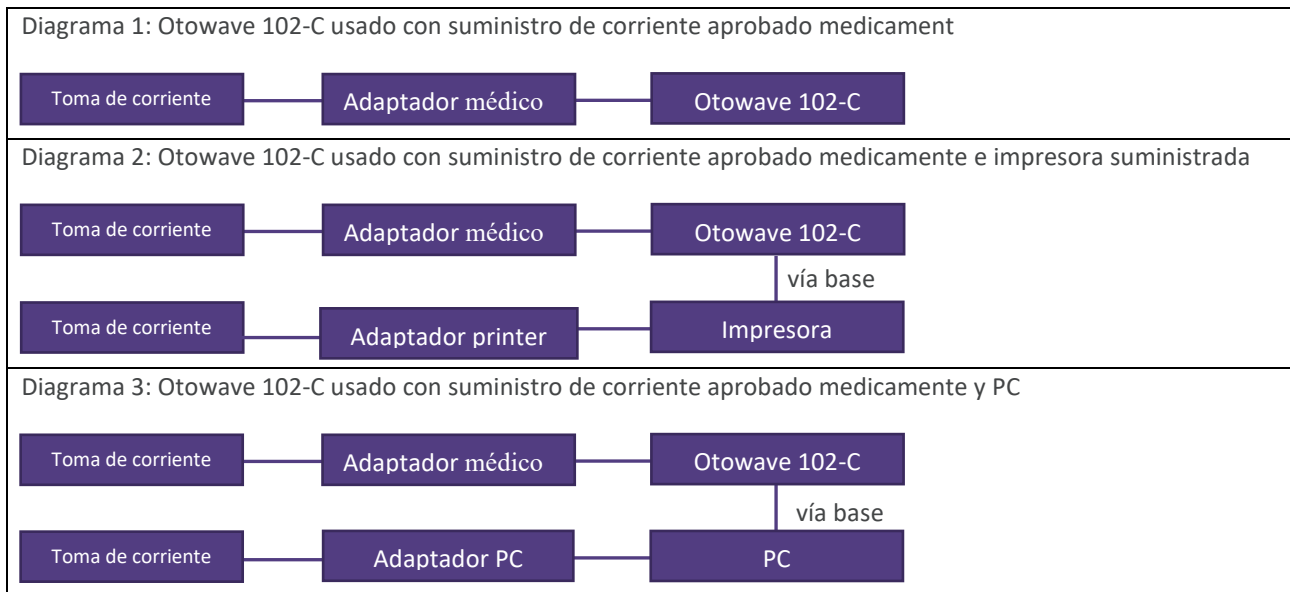 Diagrama 1: Otowave 102-C usado con suministro de corriente aprobado medicament
Toma de corriente Adaptador médico Otowave 102-C
Diagrama 2: Otowave 102-C usado con suministro de corriente aprobado medicamente e impresora suministrada
Toma de corriente Adaptador médico Otowave 102-C
vía base
Toma de corriente Adaptador printer Impresora
Diagrama 3: Otowave 102-C usado con suministro de corriente aprobado medicamente y PC
Toma de corriente Adaptador médico Otowave 102-C
vía base
Toma de corriente Adaptador PC PC